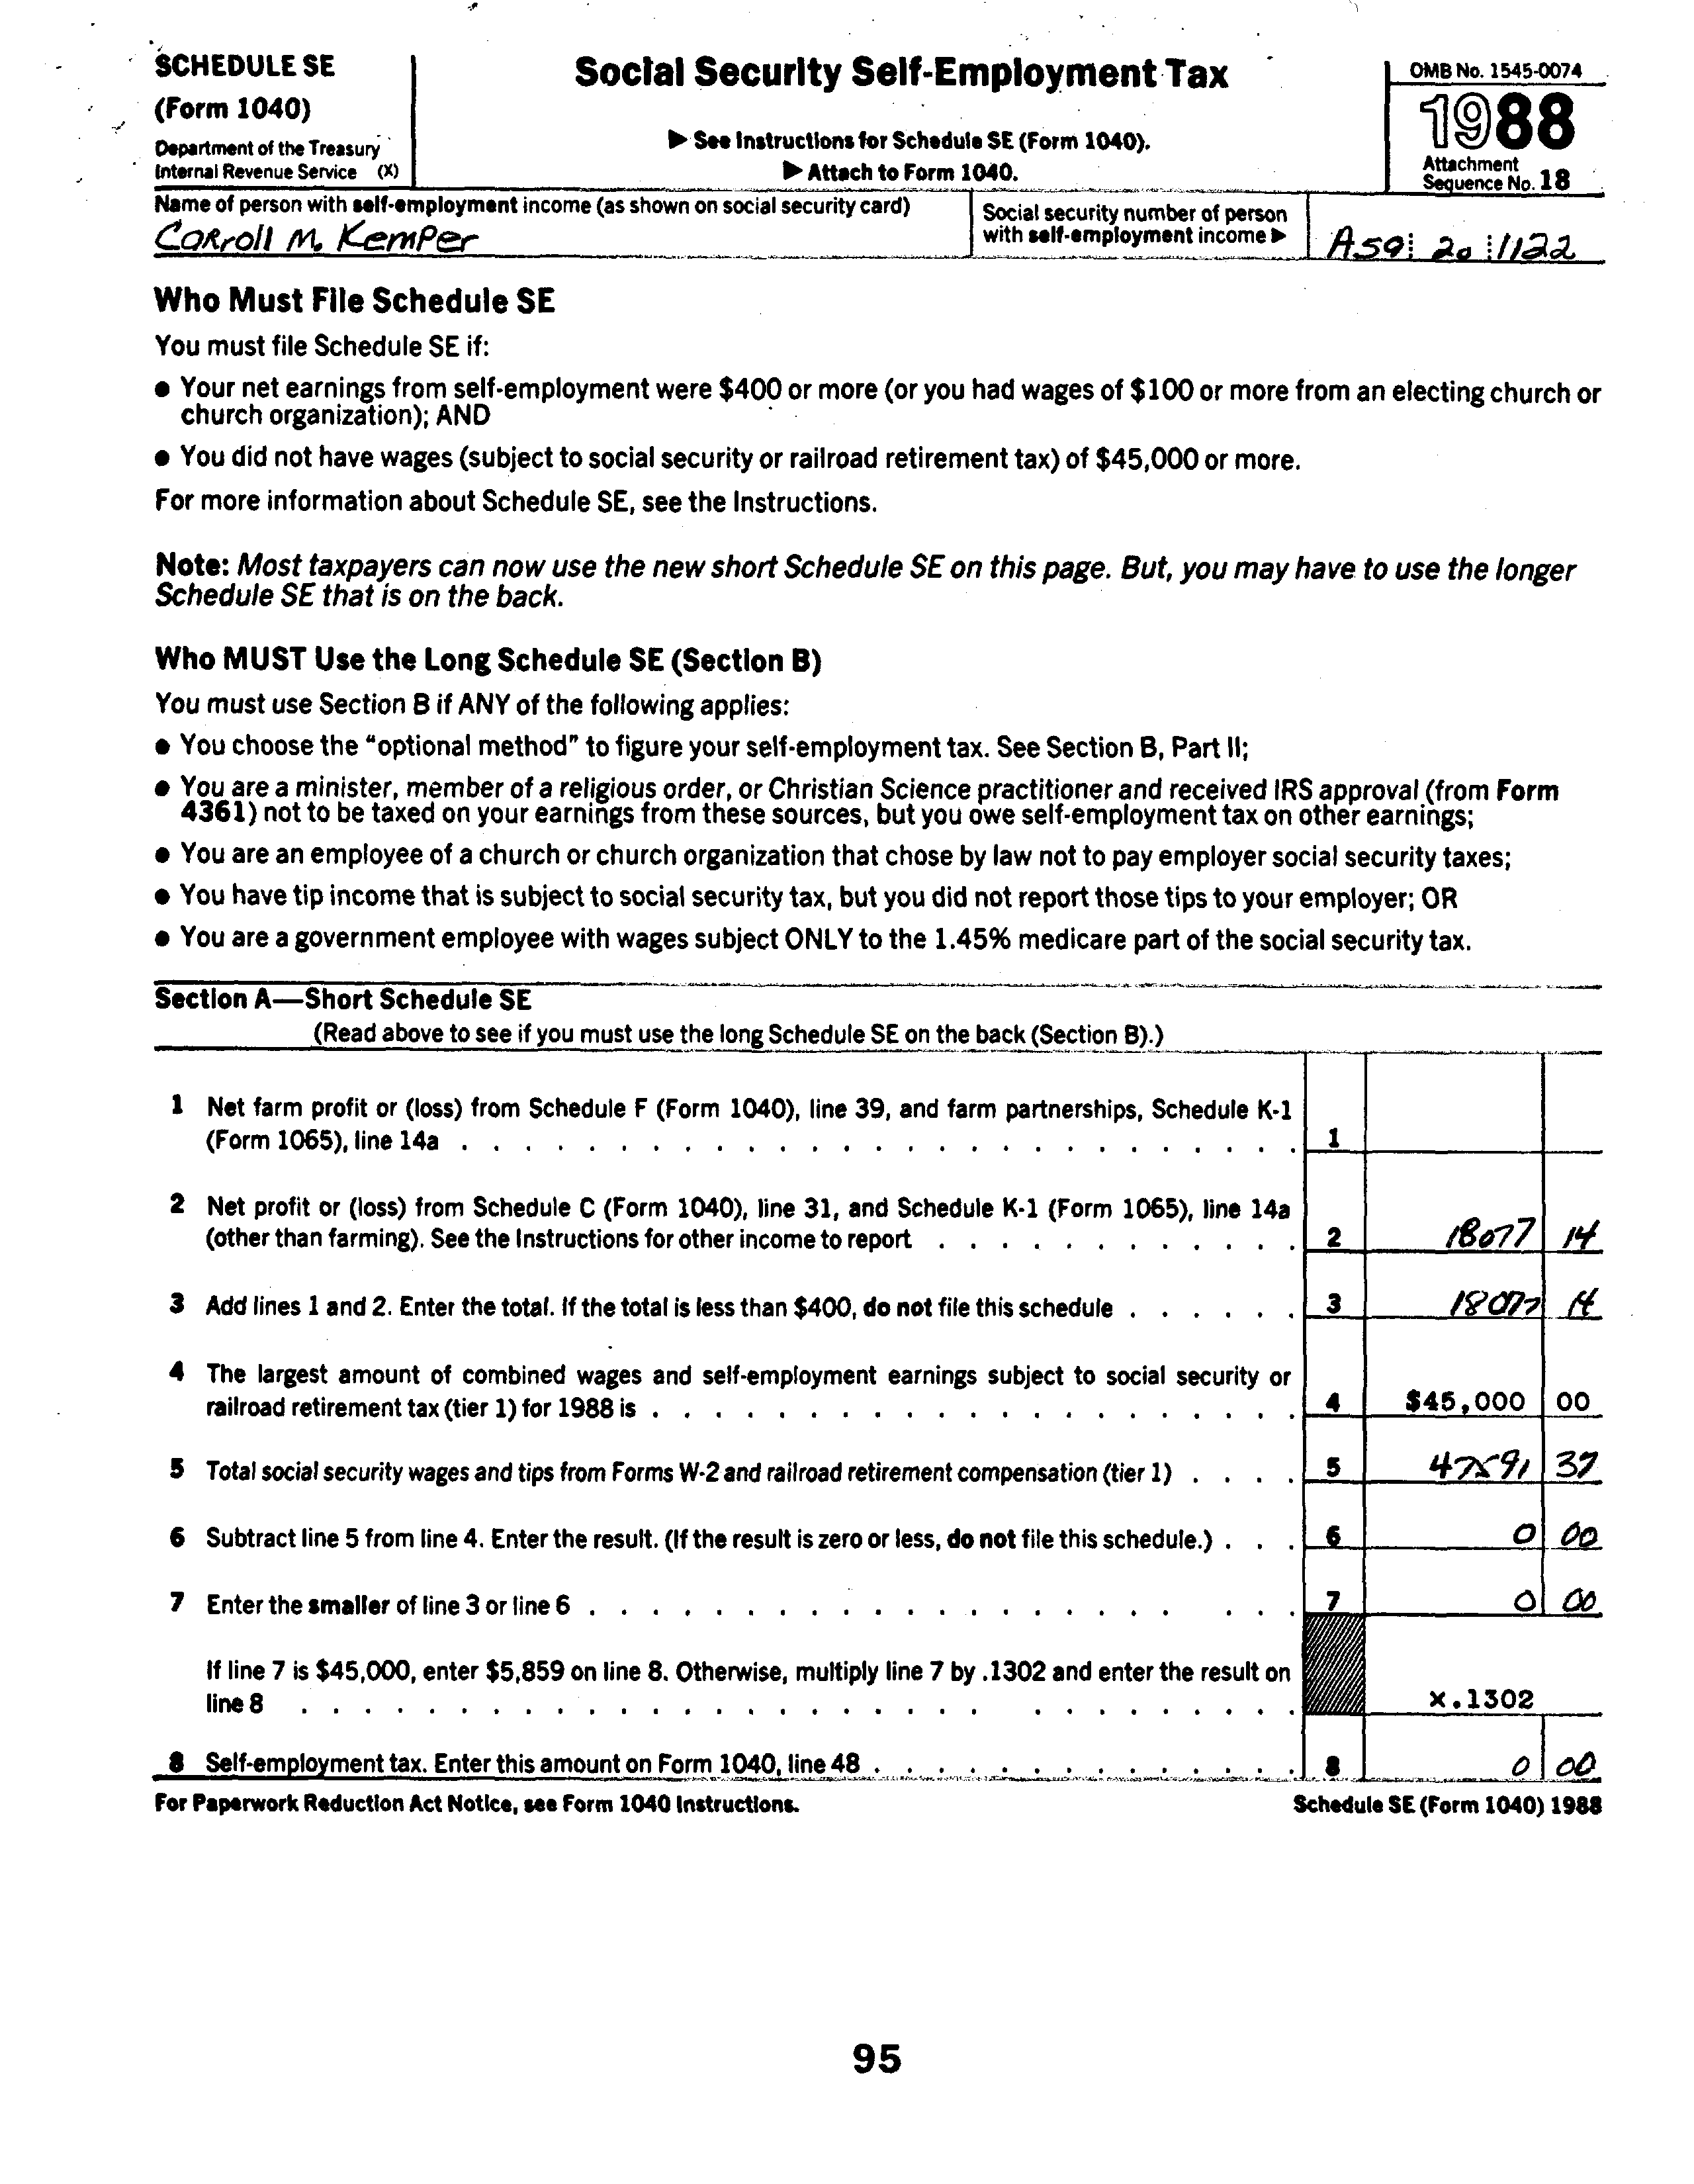 SCHEDULE SE
(Form 1040)
Department of the Treasury
Internal Revenue Service (X)
Social Security Self-Employment Tax
▶ See Instructions for Schedule SE (Form 1040).
▶ Attach to Form 1040.
OMB No. 1545-0074
1988
Attachment
Sequence No. 18
Name of person with self-employment income (as shown on social security card)
Carroll M. Kemper
Social security number of person
with self-employment income ▶
A59 20 1122
Who Must File Schedule SE
You must file Schedule SE if:
● Your net earnings from self-employment were $400 or more (or you had wages of $100 or more from an electing church or
church organization); AND
● You did not have wages (subject to social security or railroad retirement tax) of $45,000 or more.
For more information about Schedule SE, see the Instructions.
Note: Most taxpayers can now use the new short Schedule SE on this page. But, you may have to use the longer
Schedule SE that is on the back.
Who MUST Use the Long Schedule SE (Section B)
You must use Section B if ANY of the following applies:
● You choose the "optional method" to figure your self-employment tax. See Section B, Part II;
● You are a minister, member of a religious order, or Christian Science practitioner and received IRS approval (from Form
4361) not to be taxed on your earnings from these sources, but you owe self-employment tax on other earnings;
● You are an employee of a church or church organization that chose by law not to pay employer social security taxes;
● You have tip income that is subject to social security tax, but you did not report those tips to your employer; OR
● You are a government employee with wages subject ONLY to the 1.45% medicare part of the social security tax.
Section A—Short Schedule SE
(Read above to see if you must use the long Schedule SE on the back (Section B).)
1 Net farm profit or (loss) from Schedule F (Form 1040), line 39, and farm partnerships, Schedule K-1
(Form 1065), line 14a . . . . 1
2 Net profit or (loss) from Schedule C (Form 1040), line 31, and Schedule K-1 (Form 1065), line 14a
(other than farming). See the Instructions for other income to report . . . . 2 18077 14
3 Add lines 1 and 2. Enter the total. If the total is less than $400, do not file this schedule . . . . 3 18077 14
4 The largest amount of combined wages and self-employment earnings subject to social security or
railroad retirement tax (tier 1) for 1988 is . . . . 4 $45,000 00
5 Total social security wages and tips from Forms W-2 and railroad retirement compensation (tier 1) . . . . 5 37
6 Subtract line 5 from line 4. Enter the result. (If the result is zero or less, do not file this schedule.) . . . 6 0 00
7 Enter the smaller of line 3 or line 6 . . . . 7 0 00
If line 7 is $45,000, enter $5,859 on line 8. Otherwise, multiply line 7 by .1302 and enter the result on
line 8 . . . . x.1302
8 Self-employment tax. Enter this amount on Form 1040, line 48 . . . . 8 0 00
For Paperwork Reduction Act Notice, see Form 1040 Instructions.
Schedule SE (Form 1040) 1988
95